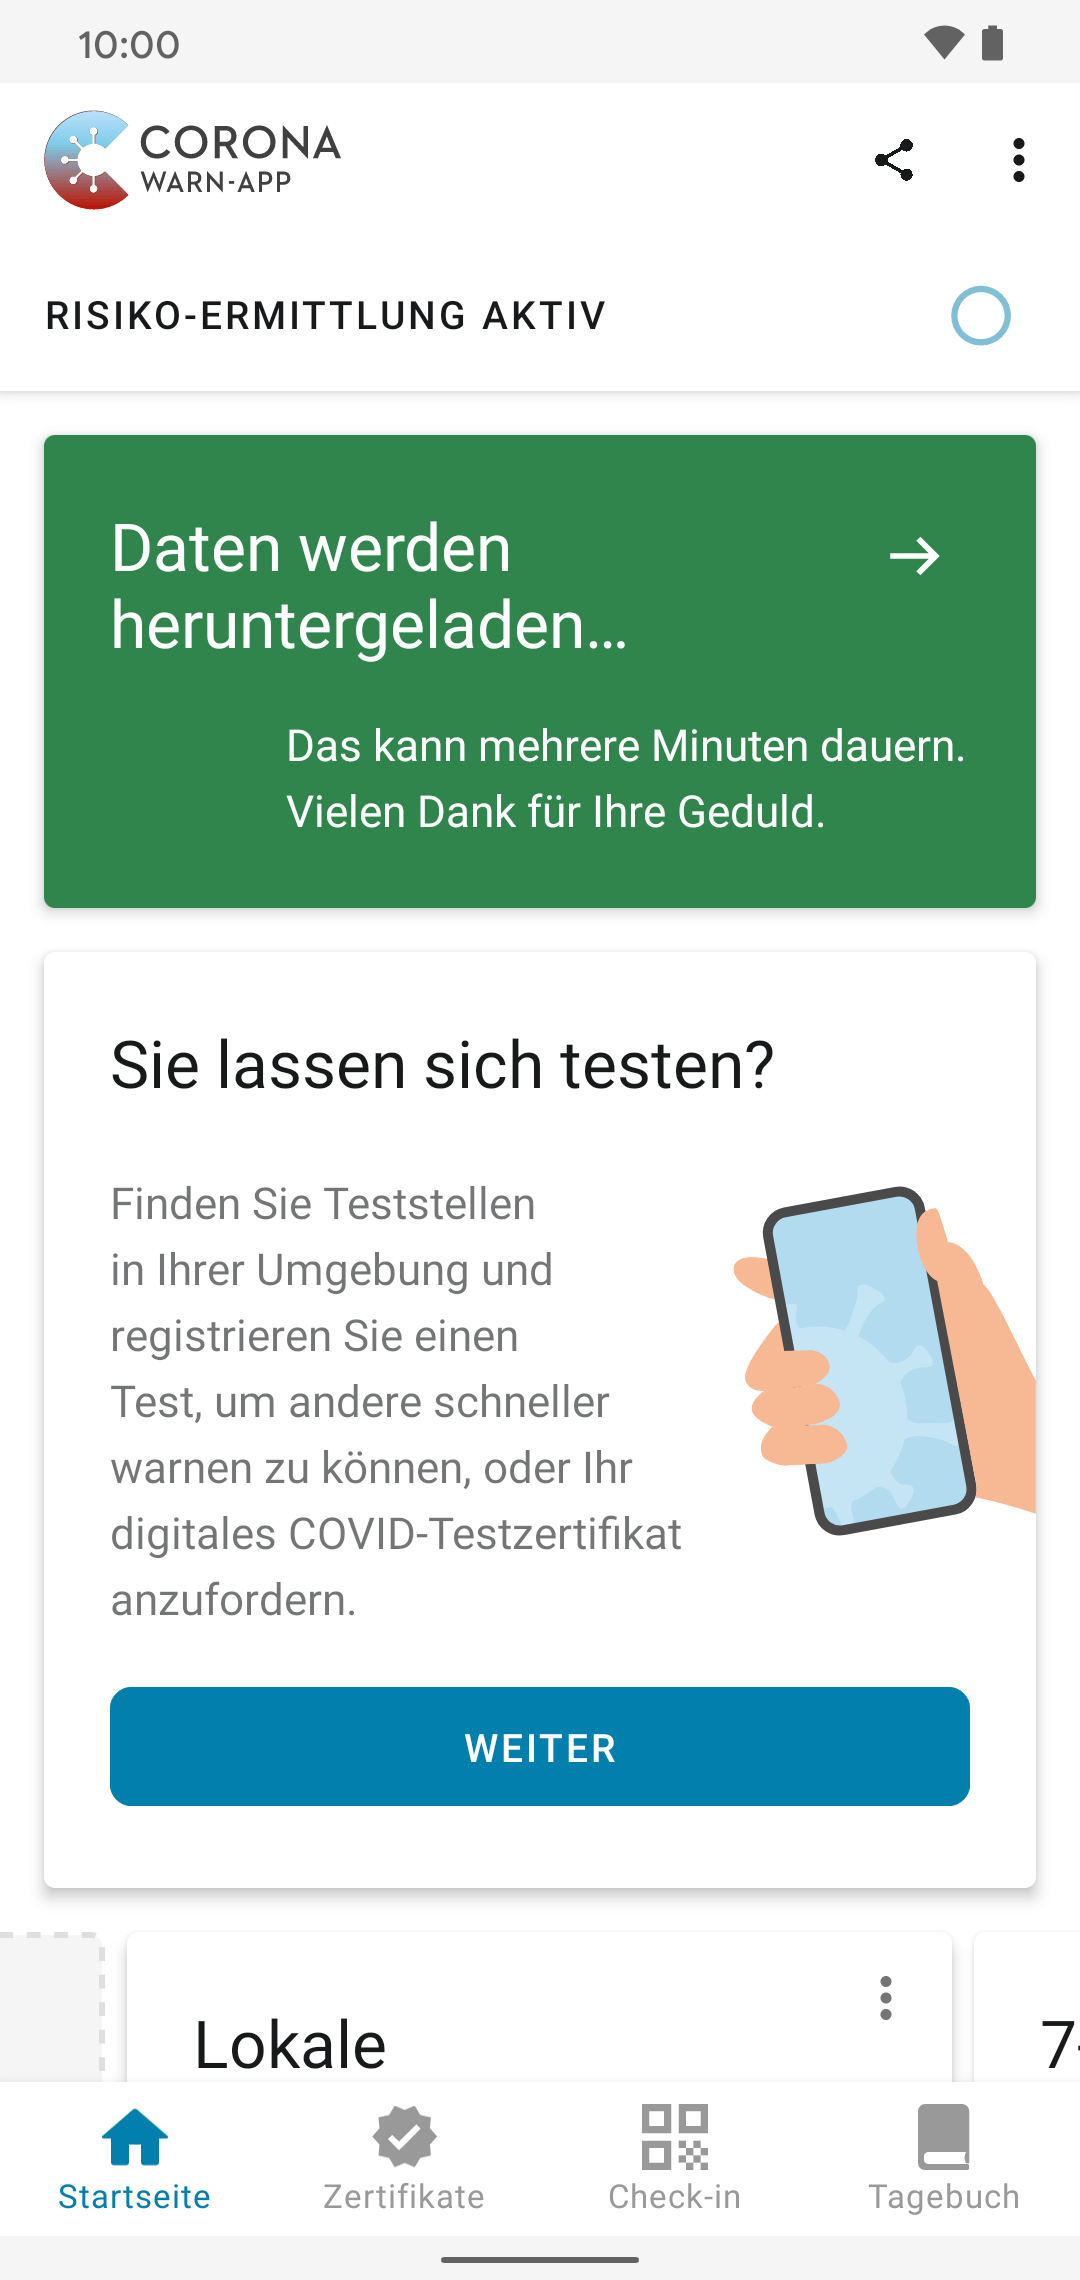 10:00
CORONA
WARN-APP
RISIKO-ERMITTLUNG AKTIV
Daten werden
heruntergeladen…
Das kann mehrere Minuten dauern.
Vielen Dank für Ihre Geduld.
Sie lassen sich testen?
Finden Sie Teststellen
in Ihrer Umgebung und
registrieren Sie einen
Test, um andere schneller
warnen zu können, oder Ihr
digitales COVID-Testzertifikat
anzufordern.
WEITER
Lokale
7-
Startseite
Zertifikate
Check-in
Tagebuch